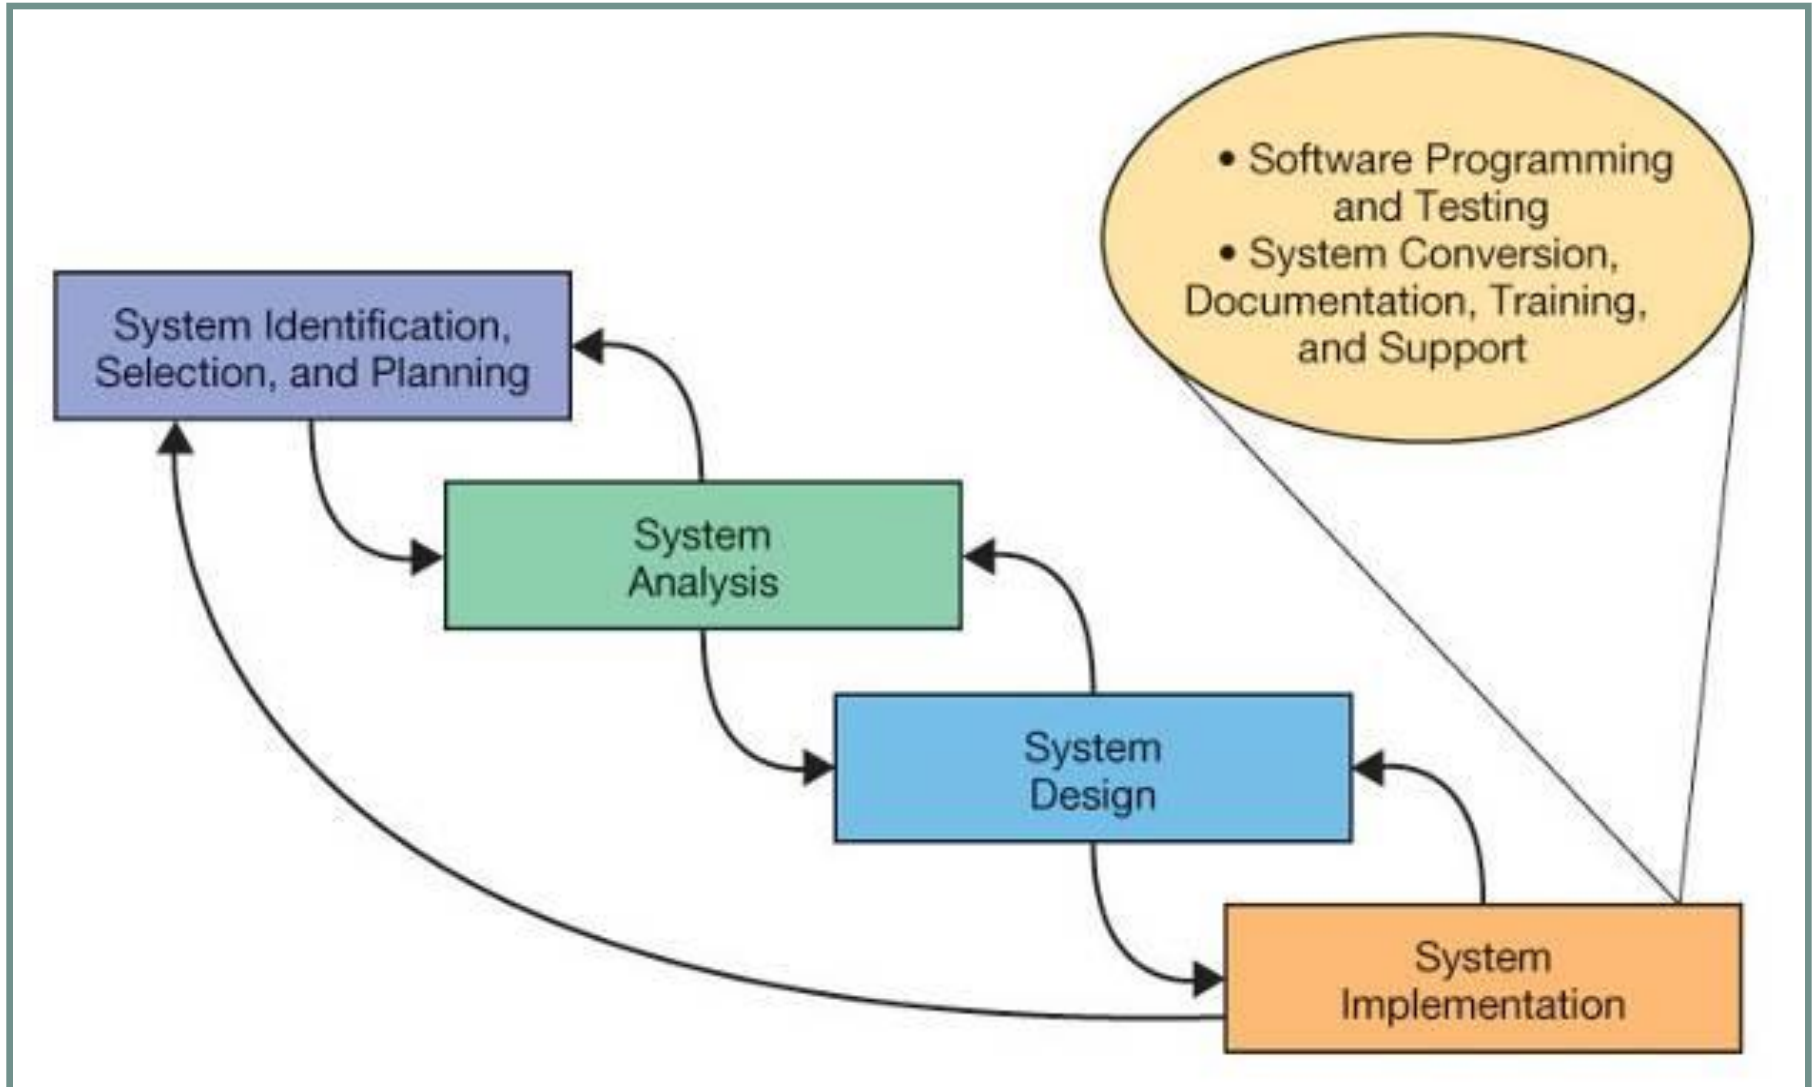 • Software Programming
and Testing
• System Conversion,
Documentation, Training,
and Support
System Identification,
Selection, and Planning
System
Analysis
System
Design
System
Implementation